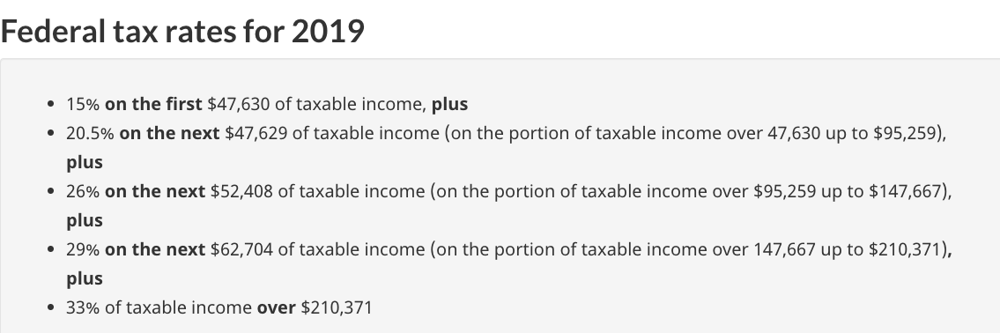 Federal tax rates for 2019
• 15% on the first $47,630 of taxable income, plus
• 20.5% on the next $47,629 of taxable income (on the portion of taxable income over 47,630 up to $95,259),
plus
• 26% on the next $52,408 of taxable income (on the portion of taxable income over $95,259 up to $147,667),
plus
• 29% on the next $62,704 of taxable income (on the portion of taxable income over 147,667 up to $210,371),
plus
• 33% of taxable income over $210,371